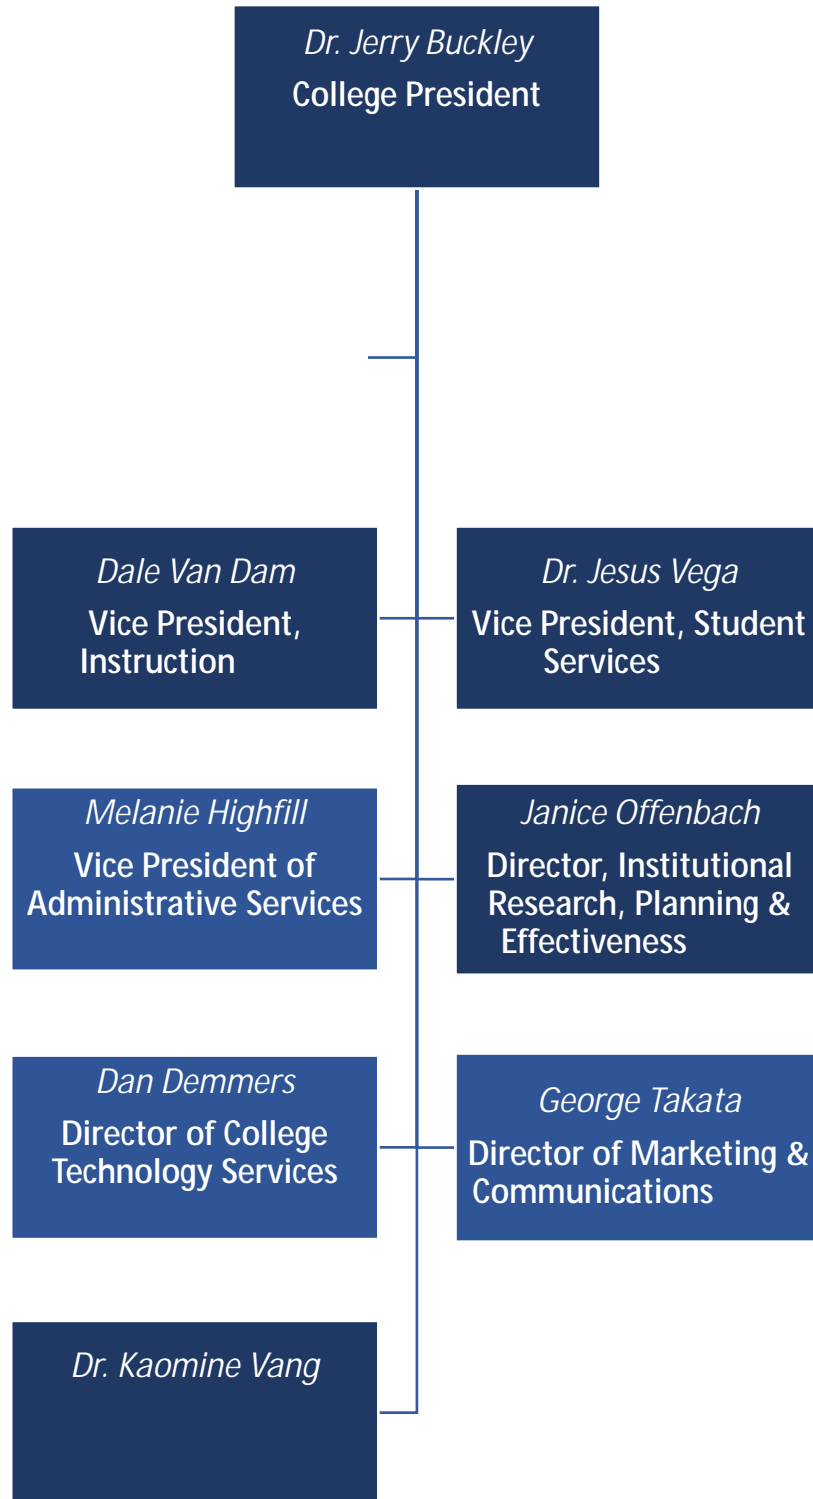 Dr. Jerry Buckley
College President
Dale Van Dam
Vice President,
Instruction
Dr. Jesus Vega
Vice President, Student
Services
Melanie Highfill
Vice President of
Administrative Services
Janice Offenbach
Director, Institutional
Research, Planning &
Effectiveness
Dan Demmers
Director of College
Technology Services
George Takata
Director of Marketing &
Communications
Dr. Kaomine Vang